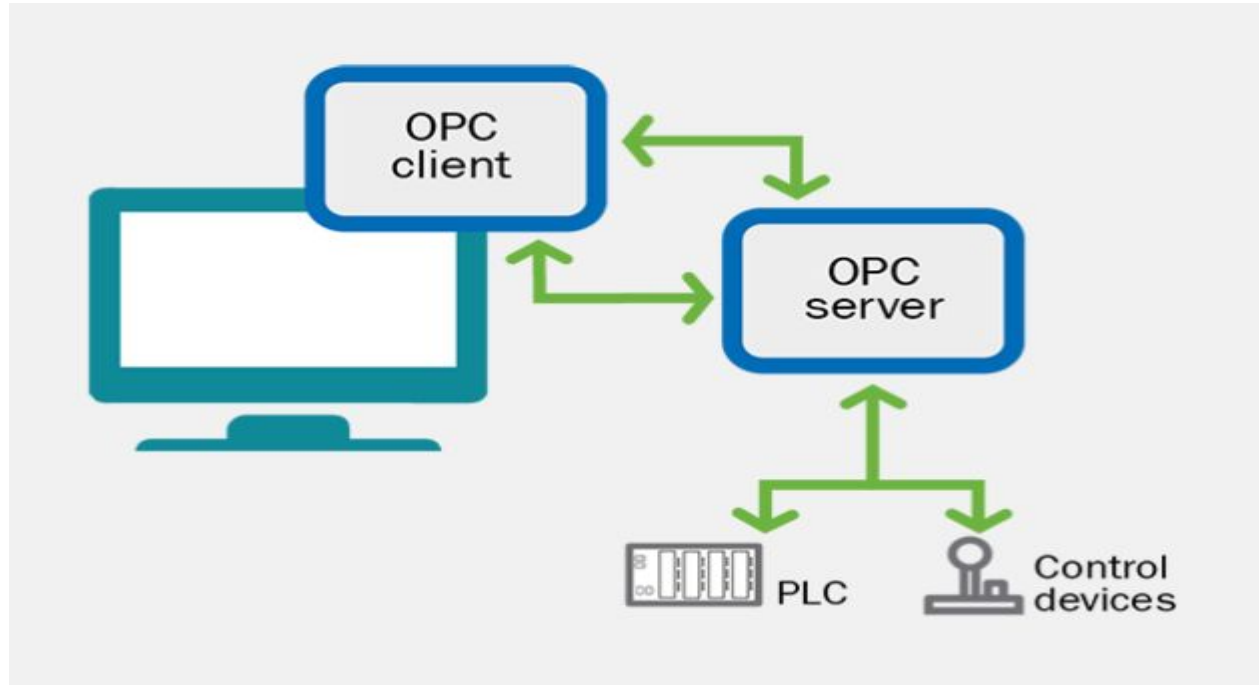 OPC
client
OPC
server
PLC
Control
devices